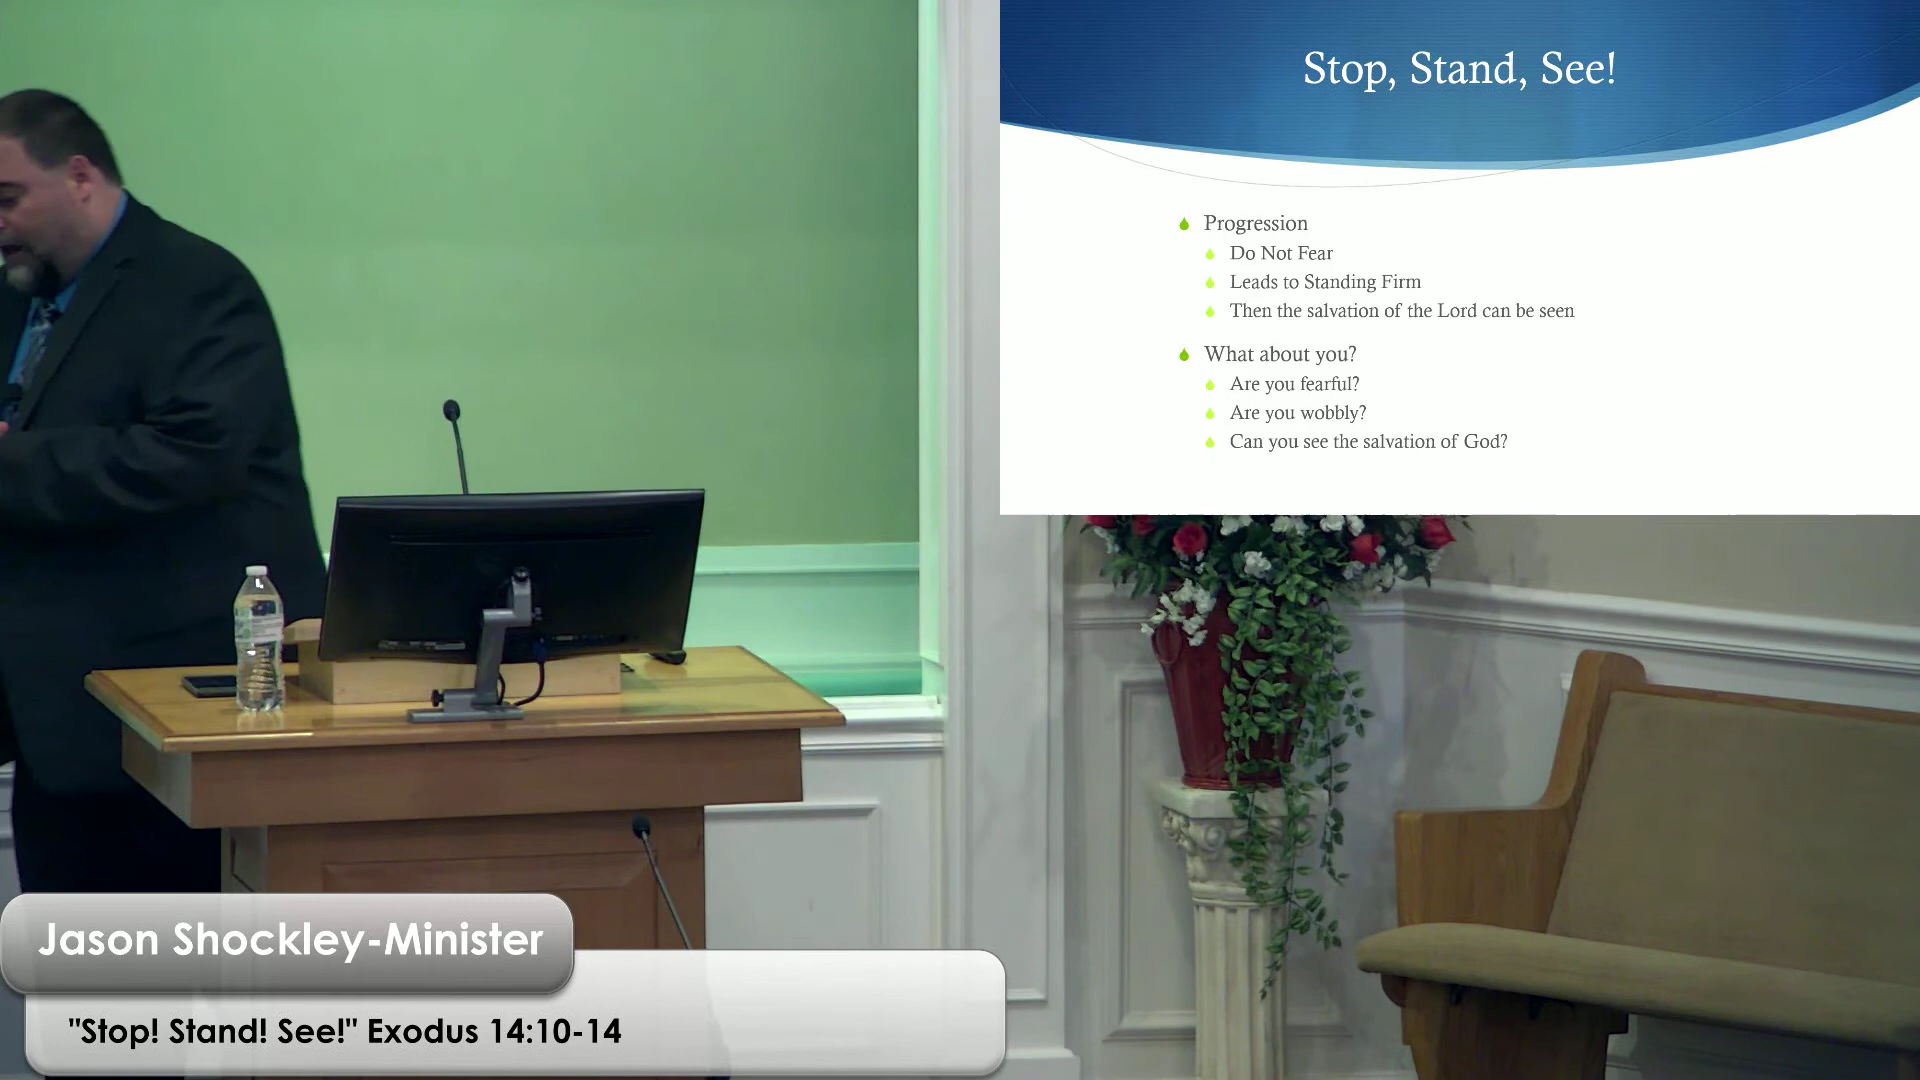 Stop, Stand, See!
Progression
Do Not Fear
Leads to Standing Firm
Then the salvation of the Lord can be seen
What about you?
Are you fearful?
Are you wobbly?
Can you see the salvation of God?
Jason Shockley-Minister
"Stop! Stand! See!" Exodus 14:10-14